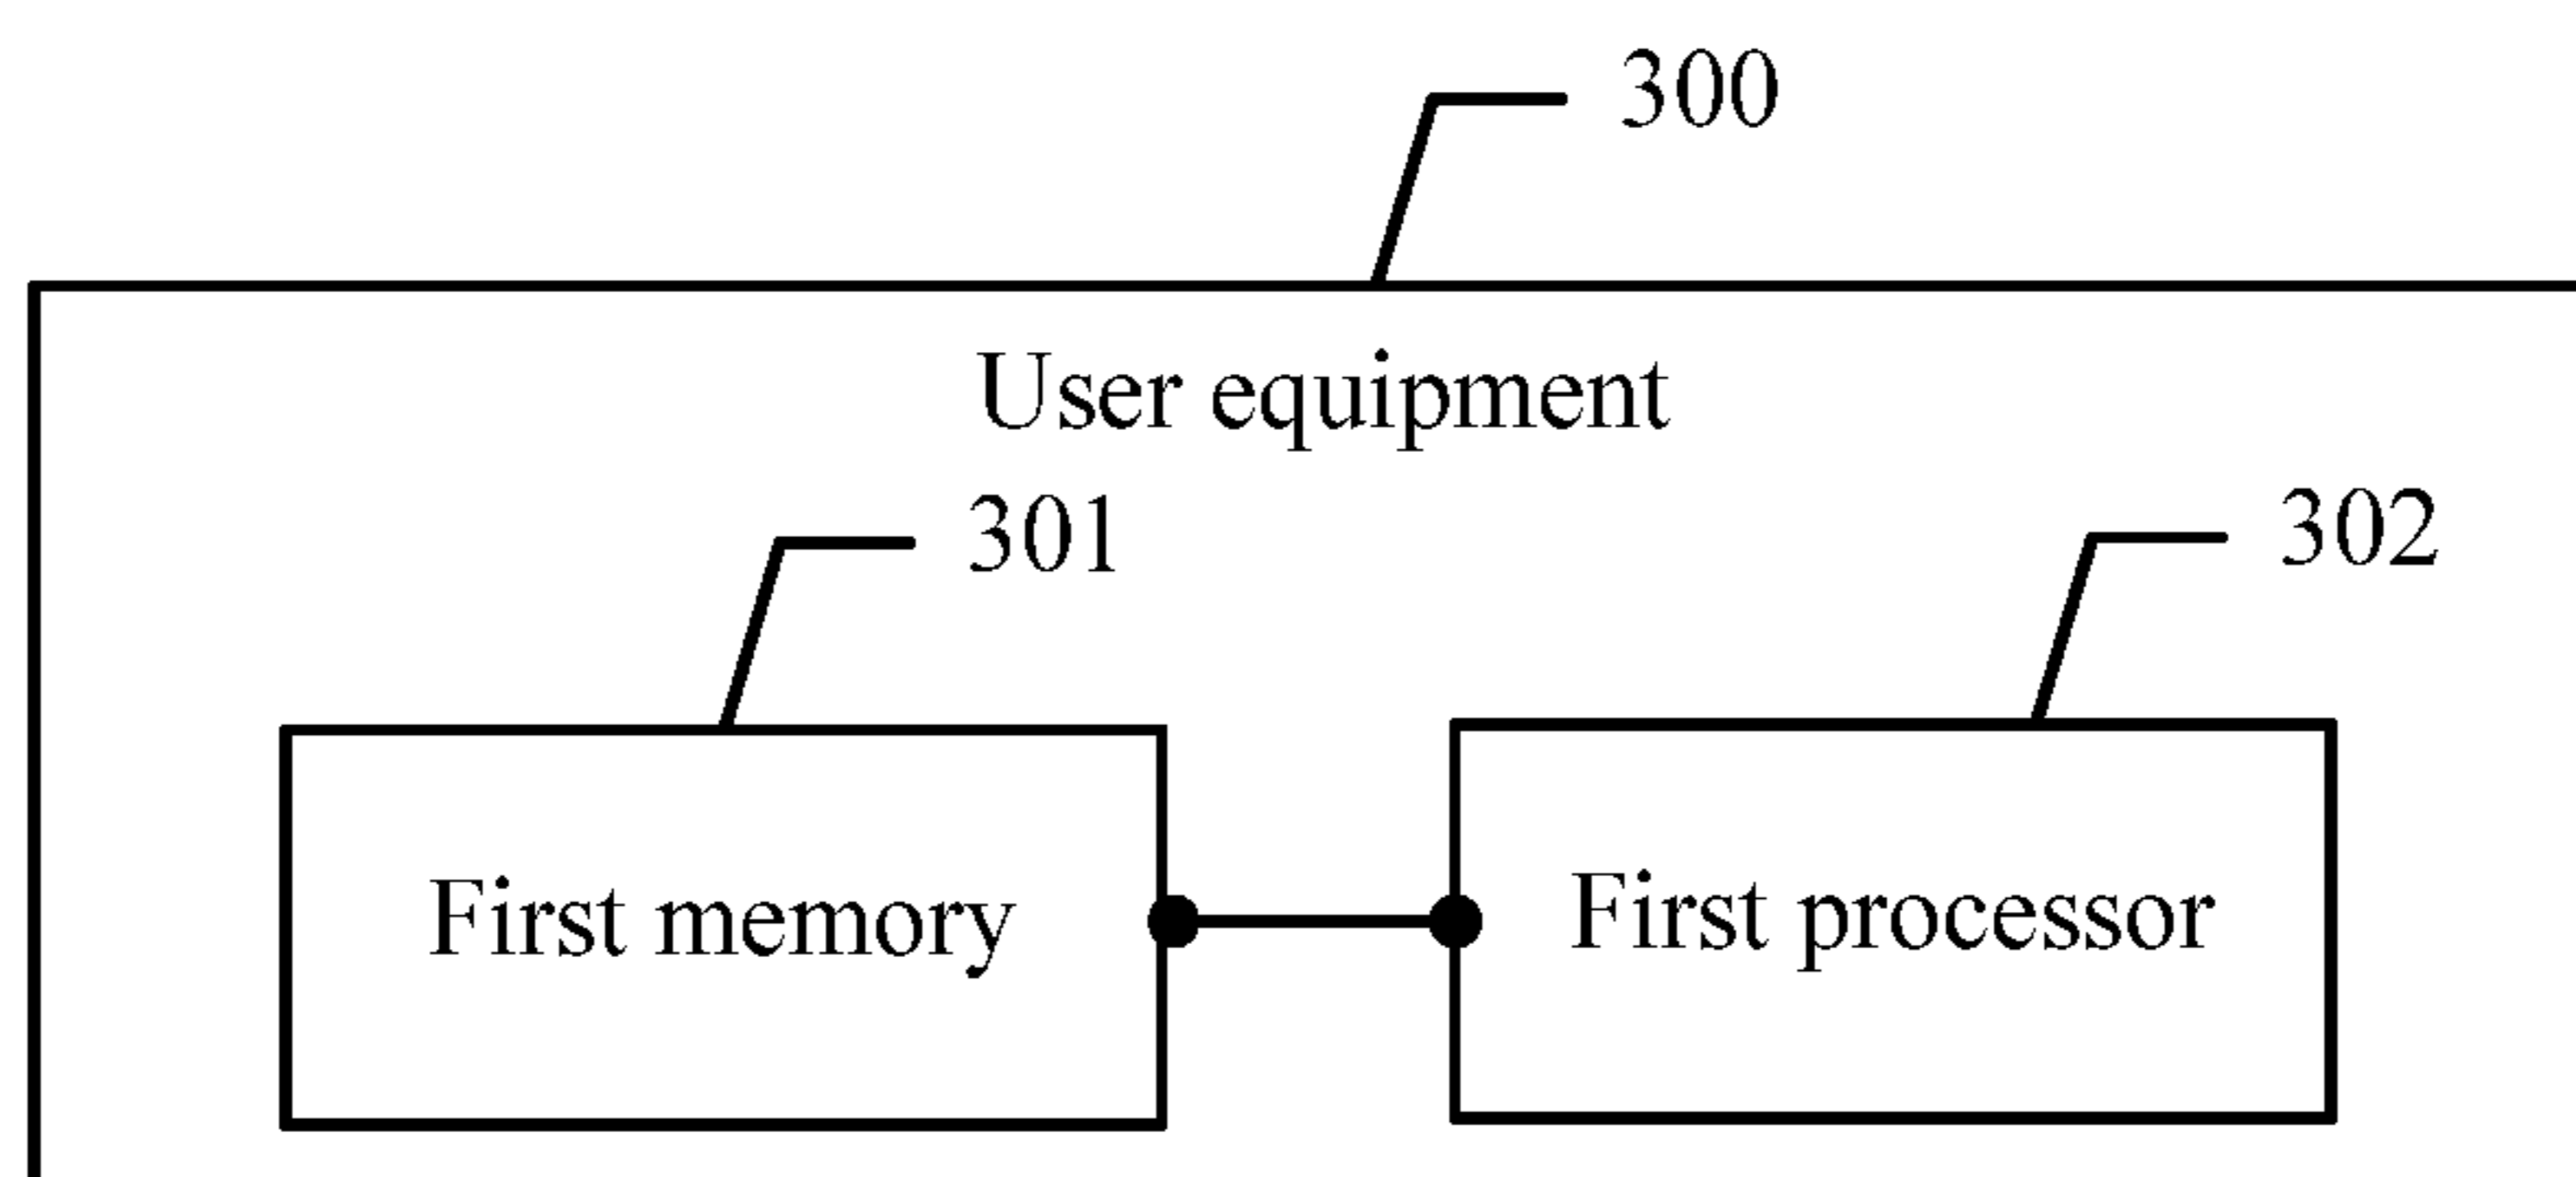 300
User equipment
301
302
First memory
First processor